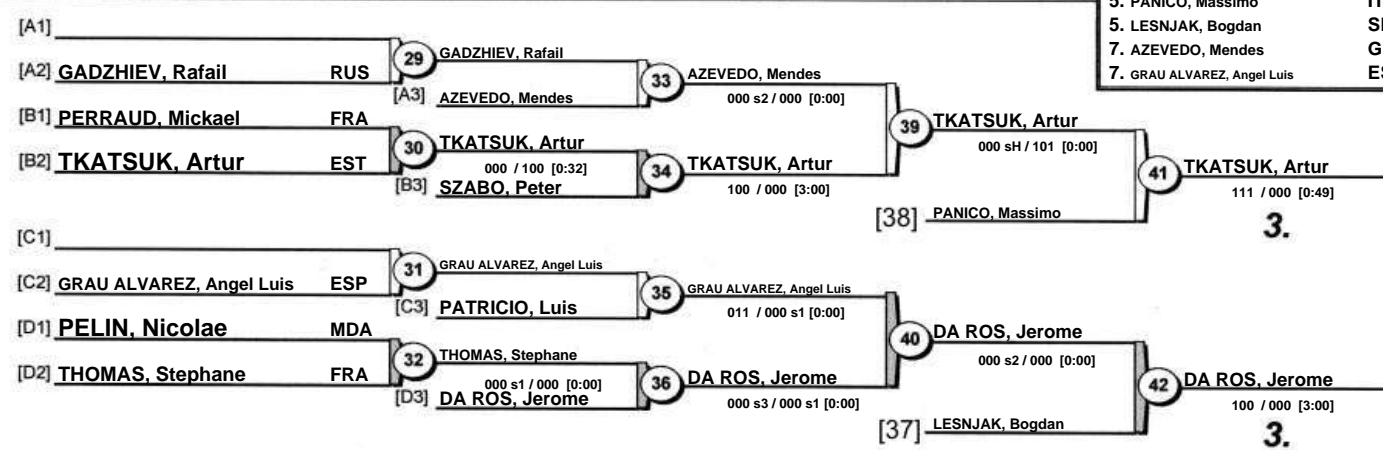 5. PANICO, Massimo
5. LESNJAK, Bogdan
7. AZEVEDO, Mendes
7. GRAU ALVAREZ, Angel Luis
[A1]
[A2] GADZHIEV, Rafail RUS
29
GADZHIEV, Rafail
[A3] AZEVEDO, Mendes
33
AZEVEDO, Mendes
000 s2 / 000 [0:00]
[B1] PERRAUD, Mickael FRA
[B2] TKATSUK, Artur EST
30
TKATSUK, Artur
000 / 100 [0:32]
[B3] SZABO, Peter
34
TKATSUK, Artur
100 / 000 [3:00]
39
TKATSUK, Artur
000 sH / 101 [0:00]
[38] PANICO, Massimo
41
TKATSUK, Artur
111 / 000 [0:49]
3.
[C1]
[C2] GRAU ALVAREZ, Angel Luis ESP
31
GRAU ALVAREZ, Angel Luis
[C3] PATRICIO, Luis
35
GRAU ALVAREZ, Angel Luis
011 / 000 s1 [0:00]
[D1] PELIN, Nicolae MDA
[D2] THOMAS, Stephane FRA
32
THOMAS, Stephane
000 s1 / 000 [0:00]
[D3] DA ROS, Jerome
36
DA ROS, Jerome
000 s3 / 000 s1 [0:00]
40
DA ROS, Jerome
000 s2 / 000 [0:00]
[37] LESNJAK, Bogdan
42
DA ROS, Jerome
100 / 000 [3:00]
3.